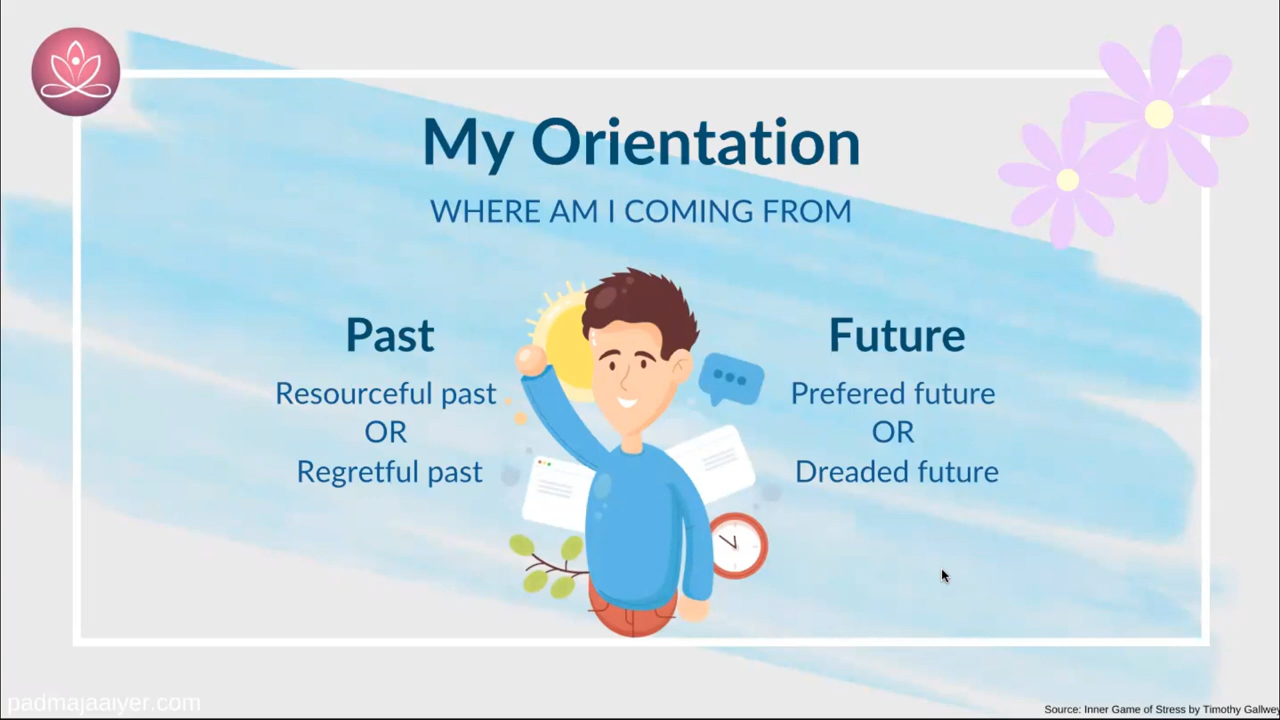 My Orientation
WHERE AM I COMING FROM
Past
Resourceful past
OR
Regretful past
Future
Prefered future
OR
Dreaded future
padmajaaiyer.com
Source: Inner Game of Stress by Timothy Gallwey